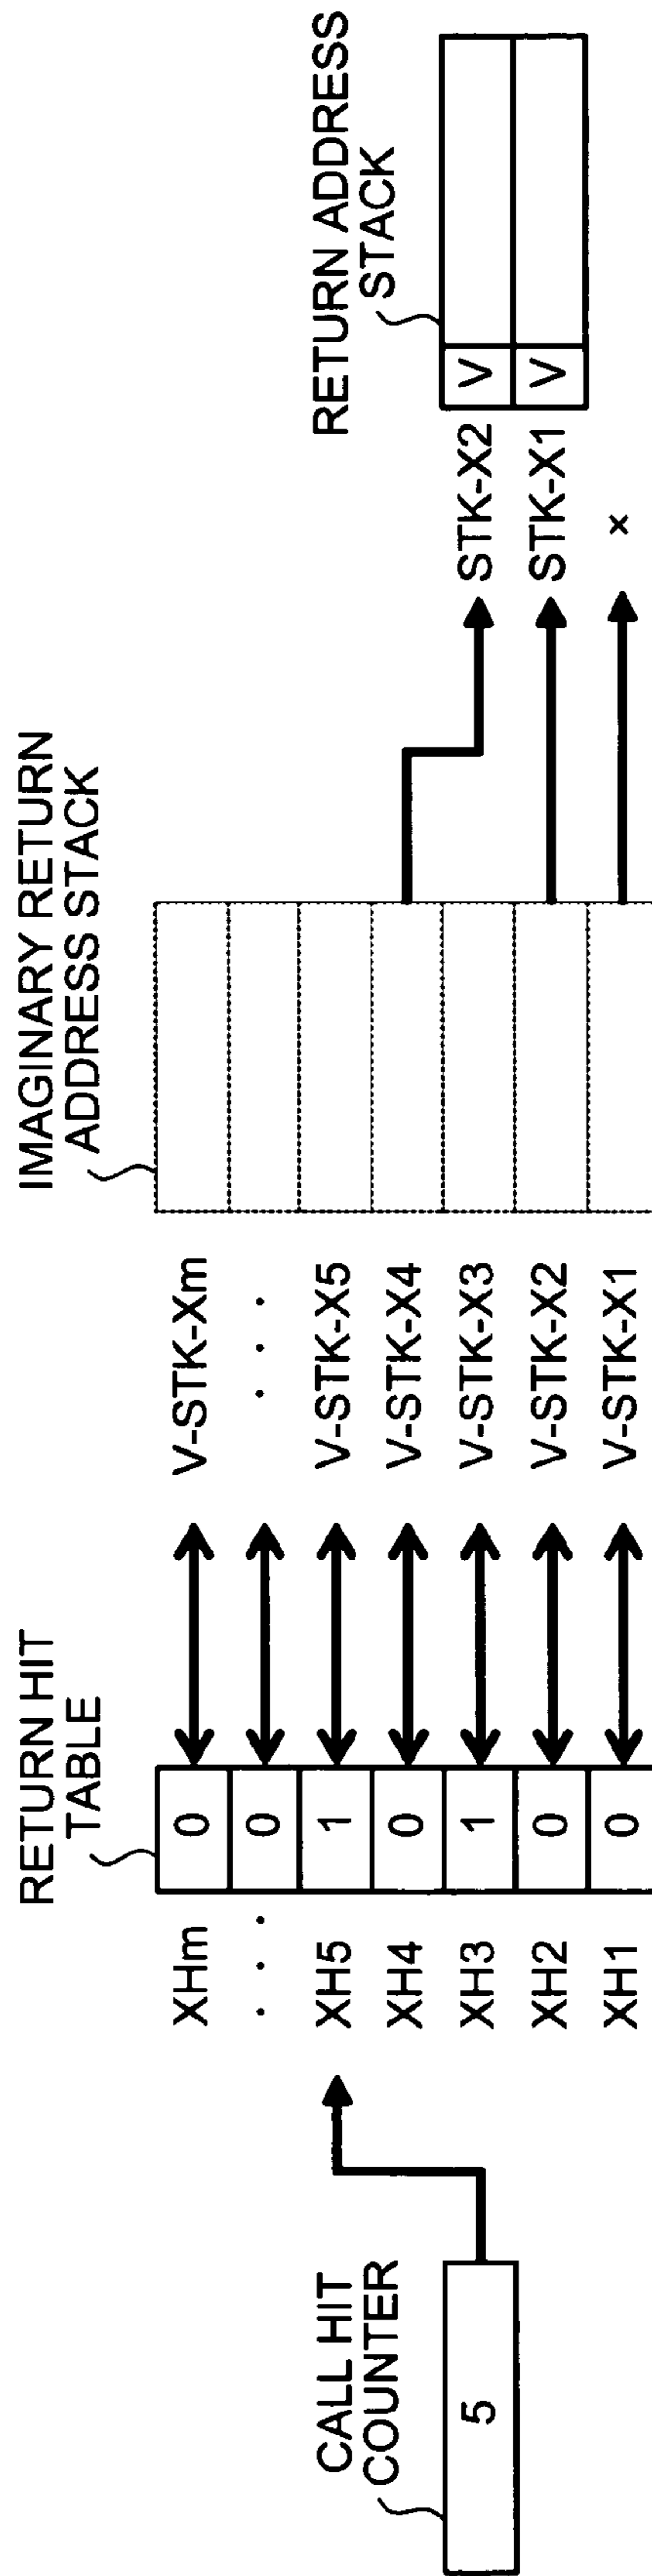 CALL HIT
COUNTER
5
RETURN HIT
TABLE
XHm
0
. . .
0
XH5
1
XH4
0
XH3
1
XH2
0
XH1
0
IMAGINARY RETURN
ADDRESS STACK
V-STK-Xm
. . .
V-STK-X5
V-STK-X4
V-STK-X3
V-STK-X2
V-STK-X1
RETURN ADDRESS
STACK
STK-X2
V
STK-X1
V
×